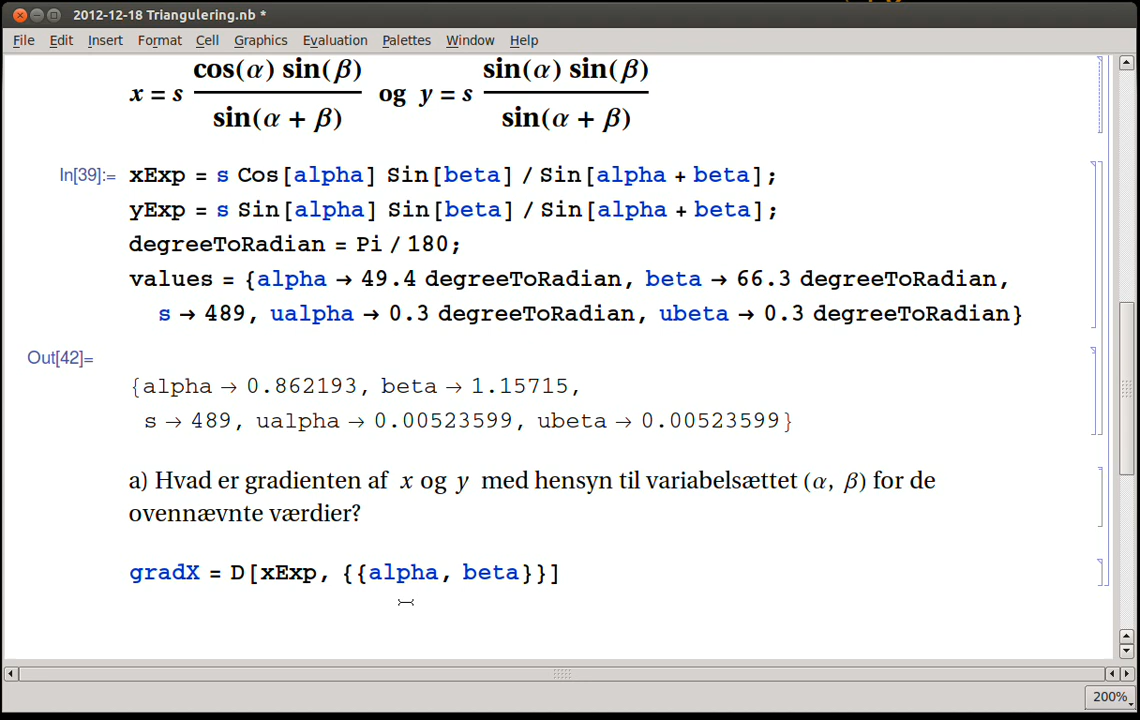 2012-12-18 Triangulering.nb *
File Edit Insert Format Cell Graphics Evaluation Palettes Window Help
x = s cos(α) sin(β) / sin(α + β) og y = s sin(α) sin(β) / sin(α + β)
In[39]:= xExp = s Cos[alpha] Sin[beta] / Sin[alpha + beta];
yExp = s Sin[alpha] Sin[beta] / Sin[alpha + beta];
degreeToRadian = Pi / 180;
values = {alpha → 49.4 degreeToRadian, beta → 66.3 degreeToRadian,
s → 489, ualpha → 0.3 degreeToRadian, ubeta → 0.3 degreeToRadian}
Out[42]=
{alpha → 0.862193, beta → 1.15715,
s → 489, ualpha → 0.00523599, ubeta → 0.00523599}
a) Hvad er gradienten af x og y med hensyn til variabelsættet (α, β) for de
ovennævnte værdier?
gradX = D[xExp, {{alpha, beta}}]
200%